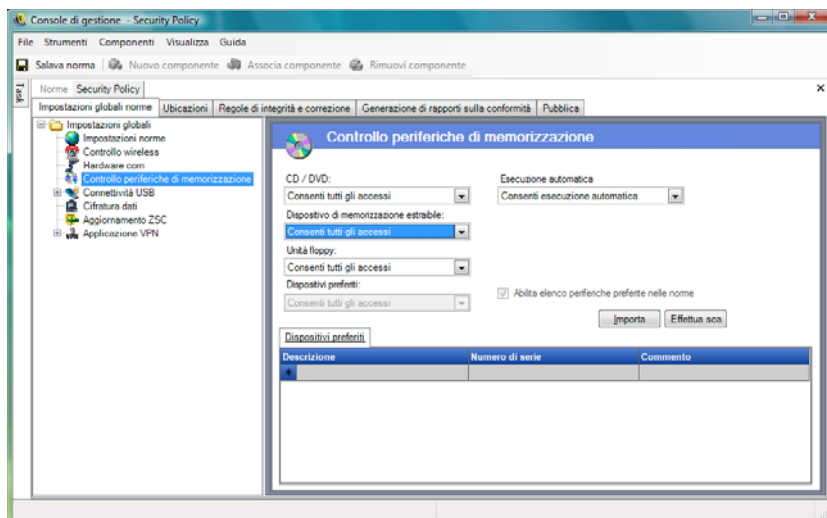 Console di gestione - Security Policy
File Strumenti Componenti Visualizza Guida
Salava norma Nuovo componente Associa componente Rimuovi componente
Task
Norme Security Policy
Impostazioni globali norme Ubicazioni Regole di integrità e correzione Generazione di rapporti sulla conformità Pubblica
Impostazioni globali
Impostazioni norme
Controllo wireless
Hardware com
Controllo periferiche di memorizzazione
Connettività USB
Cifratura dati
Aggiornamento ZSC
Applicazione VPN
Controllo periferiche di memorizzazione
CD / DVD:
Esecuzione automatica
Consenti tutti gli accessi
Consenti esecuzione automatica
Dispostivo di memorizzazione estraibile:
Consenti tutti gli accessi
Unità floppy:
Consenti tutti gli accessi
Dispositivi preferiti:
Consenti tutti gli accessi
Abilita elenco periferiche preferite nelle norme
Importa Effettua sca
Dispositivi preferiti
Descrizione Numero di serie Commento